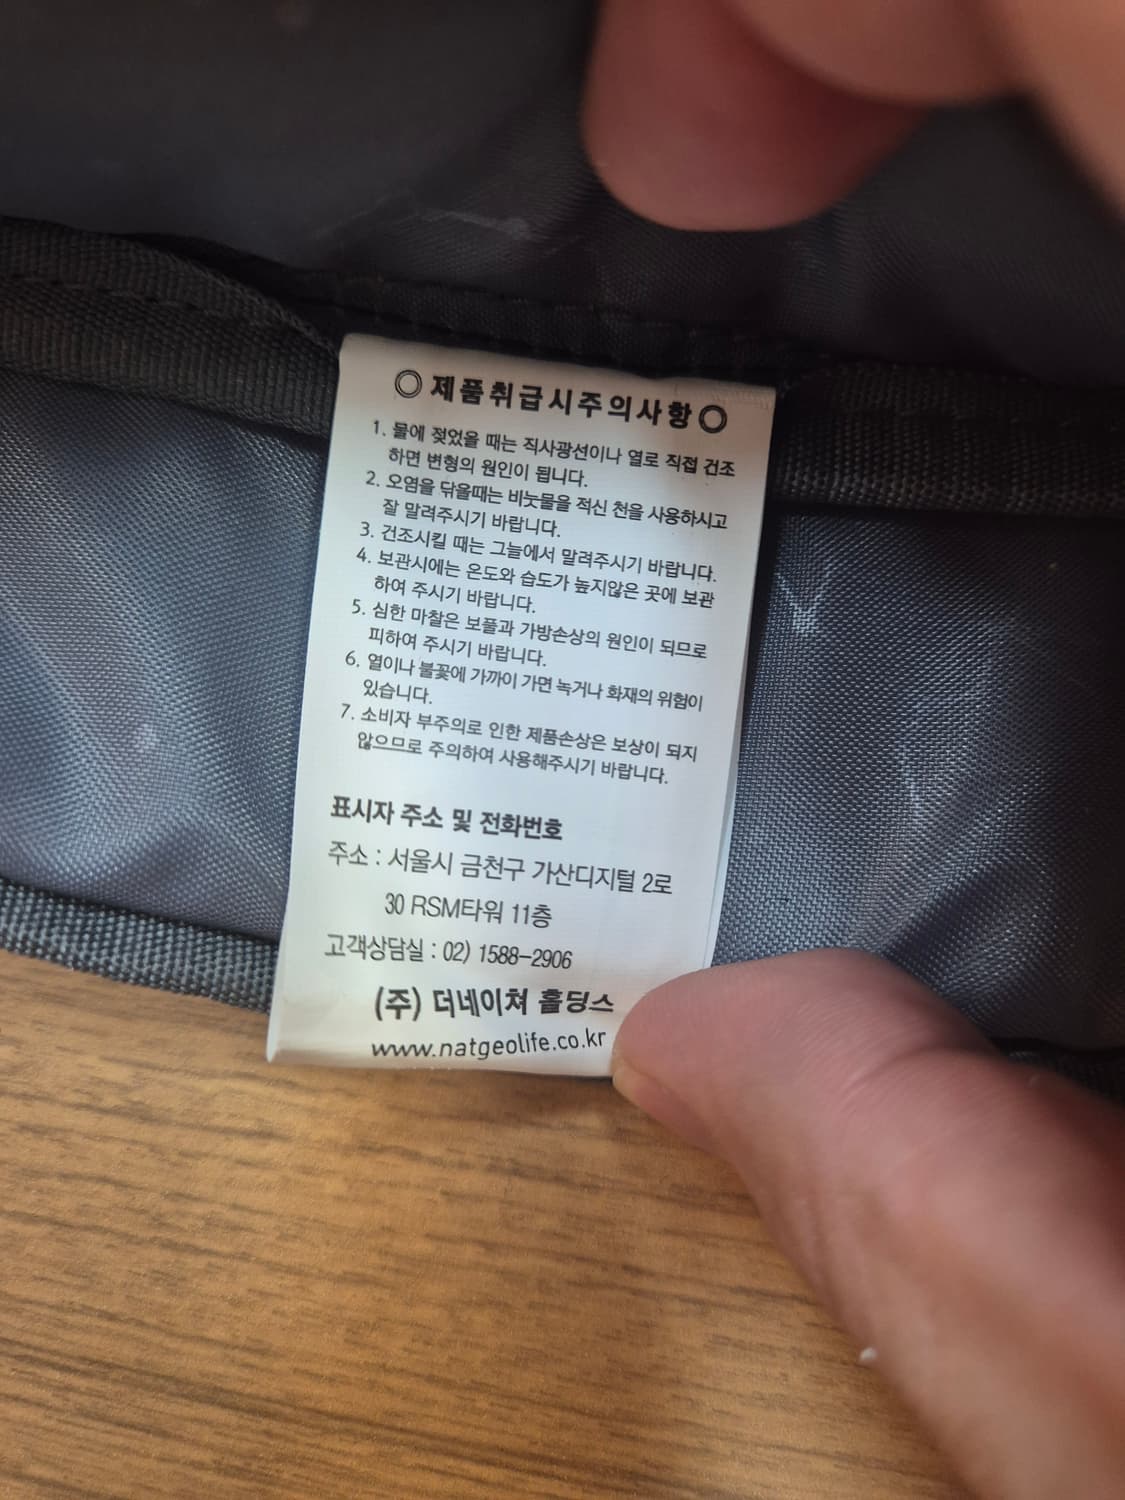 ◎ 제품취급시주의사항 ◎
1. 물에 젖었을 때는 직사광선이나 열로 직접 건조
하면 변형의 원인이 됩니다.
2. 오염을 닦을때는 비눗물을 적신 천을 사용하시고
잘 말려주시기 바랍니다.
3. 건조시킬 때는 그늘에서 말려주시기 바랍니다.
4. 보관시에는 온도와 습도가 높지않은 곳에 보관
하여 주시기 바랍니다.
5. 심한 마찰은 보풀과 가방손상의 원인이 되므로
피하여 주시기 바랍니다.
6. 열이나 불꽃에 가까이 가면 녹거나 화재의 위험이
있습니다.
7. 소비자 부주의로 인한 제품손상은 보상이 되지
않으므로 주의하여 사용해주시기 바랍니다.
표시자 주소 및 전화번호
주소 : 서울시 금천구 가산디지털 2로
30 RSM타워 11층
고객상담실 : 02) 1588-2906
(주) 더네이쳐 홀딩스
www.natgeolife.co.kr